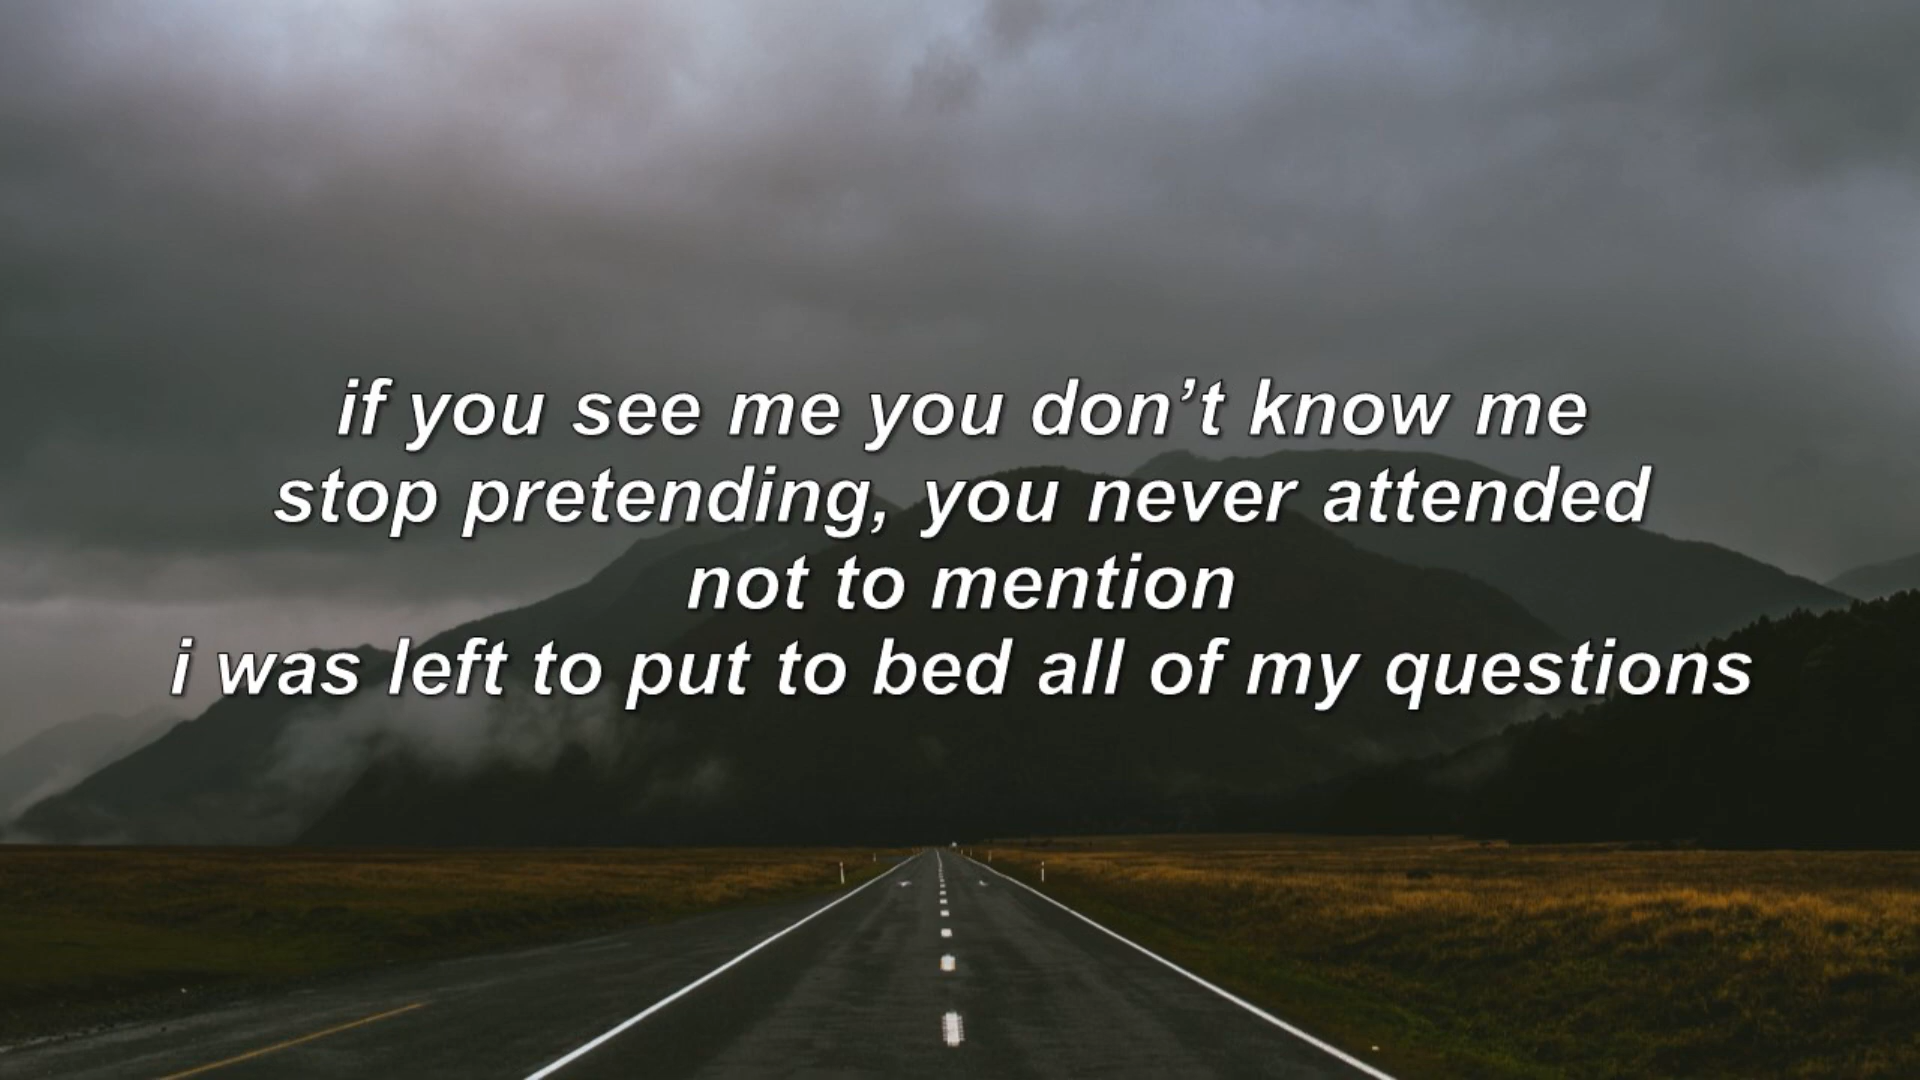 if you see me you don’t know me
stop pretending, you never attended
not to mention
i was left to put to bed all of my questions